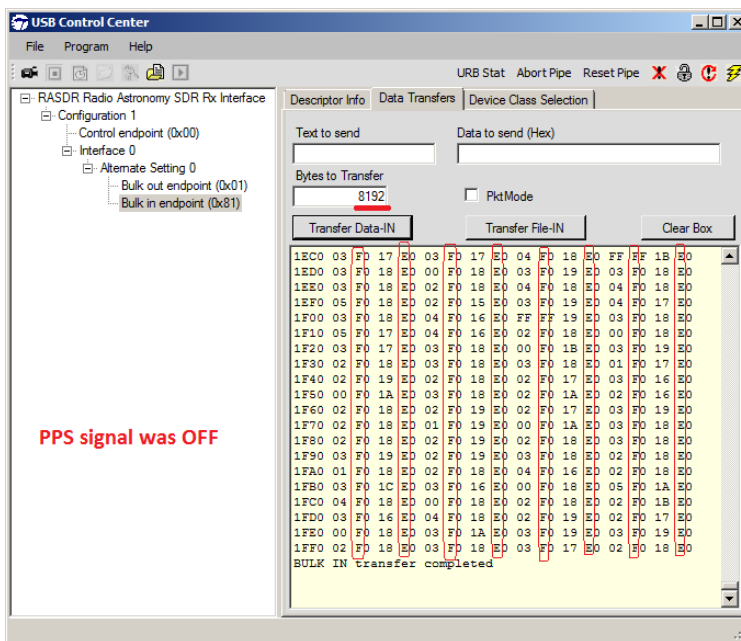 USB Control Center
File Program Help
URB Stat Abort Pipe Reset Pipe
RASDR Radio Astronomy SDR Rx Interface
Configuration 1
Control endpoint (0x00)
Interface 0
Alternate Setting 0
Bulk out endpoint (0x01)
Bulk in endpoint (0x81)
PPS signal was OFF
Descriptor Info Data Transfers Device Class Selection
Text to send Data to send (Hex)
Bytes to Transfer
8192 PktMode
Transfer Data-IN Transfer File-IN Clear Box
1EC0 03 F0 17 E0 03 F0 17 E0 04 F0 18 E0 FF FF 1B E0
1ED0 03 F0 18 E0 00 F0 18 E0 03 F0 19 E0 03 F0 18 E0
1EE0 03 F0 18 E0 02 F0 18 E0 04 F0 18 E0 04 F0 18 E0
1EF0 05 F0 18 E0 02 F0 15 E0 03 F0 19 E0 04 F0 17 E0
1F00 03 F0 18 E0 04 F0 16 E0 FF FF 19 E0 03 F0 18 E0
1F10 05 F0 17 E0 04 F0 16 E0 02 F0 18 E0 00 F0 18 E0
1F20 03 F0 17 E0 03 F0 18 E0 00 F0 1B E0 03 F0 19 E0
1F30 02 F0 18 E0 03 F0 18 E0 03 F0 18 E0 01 F0 17 E0
1F40 02 F0 19 E0 02 F0 18 E0 02 F0 17 E0 03 F0 16 E0
1F50 00 F0 1A E0 03 F0 18 E0 02 F0 1A E0 02 F0 16 E0
1F60 02 F0 18 E0 02 F0 19 E0 02 F0 17 E0 03 F0 19 E0
1F70 02 F0 18 E0 01 F0 19 E0 00 F0 1A E0 03 F0 18 E0
1F80 02 F0 18 E0 02 F0 19 E0 02 F0 18 E0 03 F0 18 E0
1F90 03 F0 19 E0 02 F0 19 E0 03 F0 18 E0 02 F0 18 E0
1FA0 01 F0 18 E0 02 F0 18 E0 04 F0 16 E0 02 F0 18 E0
1FB0 03 F0 1C E0 03 F0 16 E0 00 F0 18 E0 05 F0 1A E0
1FC0 04 F0 18 E0 00 F0 18 E0 02 F0 18 E0 02 F0 1B E0
1FD0 03 F0 16 E0 04 F0 18 E0 02 F0 19 E0 02 F0 17 E0
1FE0 00 F0 18 E0 03 F0 1A E0 03 F0 19 E0 03 F0 19 E0
1FF0 02 F0 18 E0 03 F0 18 E0 03 F0 17 E0 02 F0 18 E0
BULK IN transfer completed